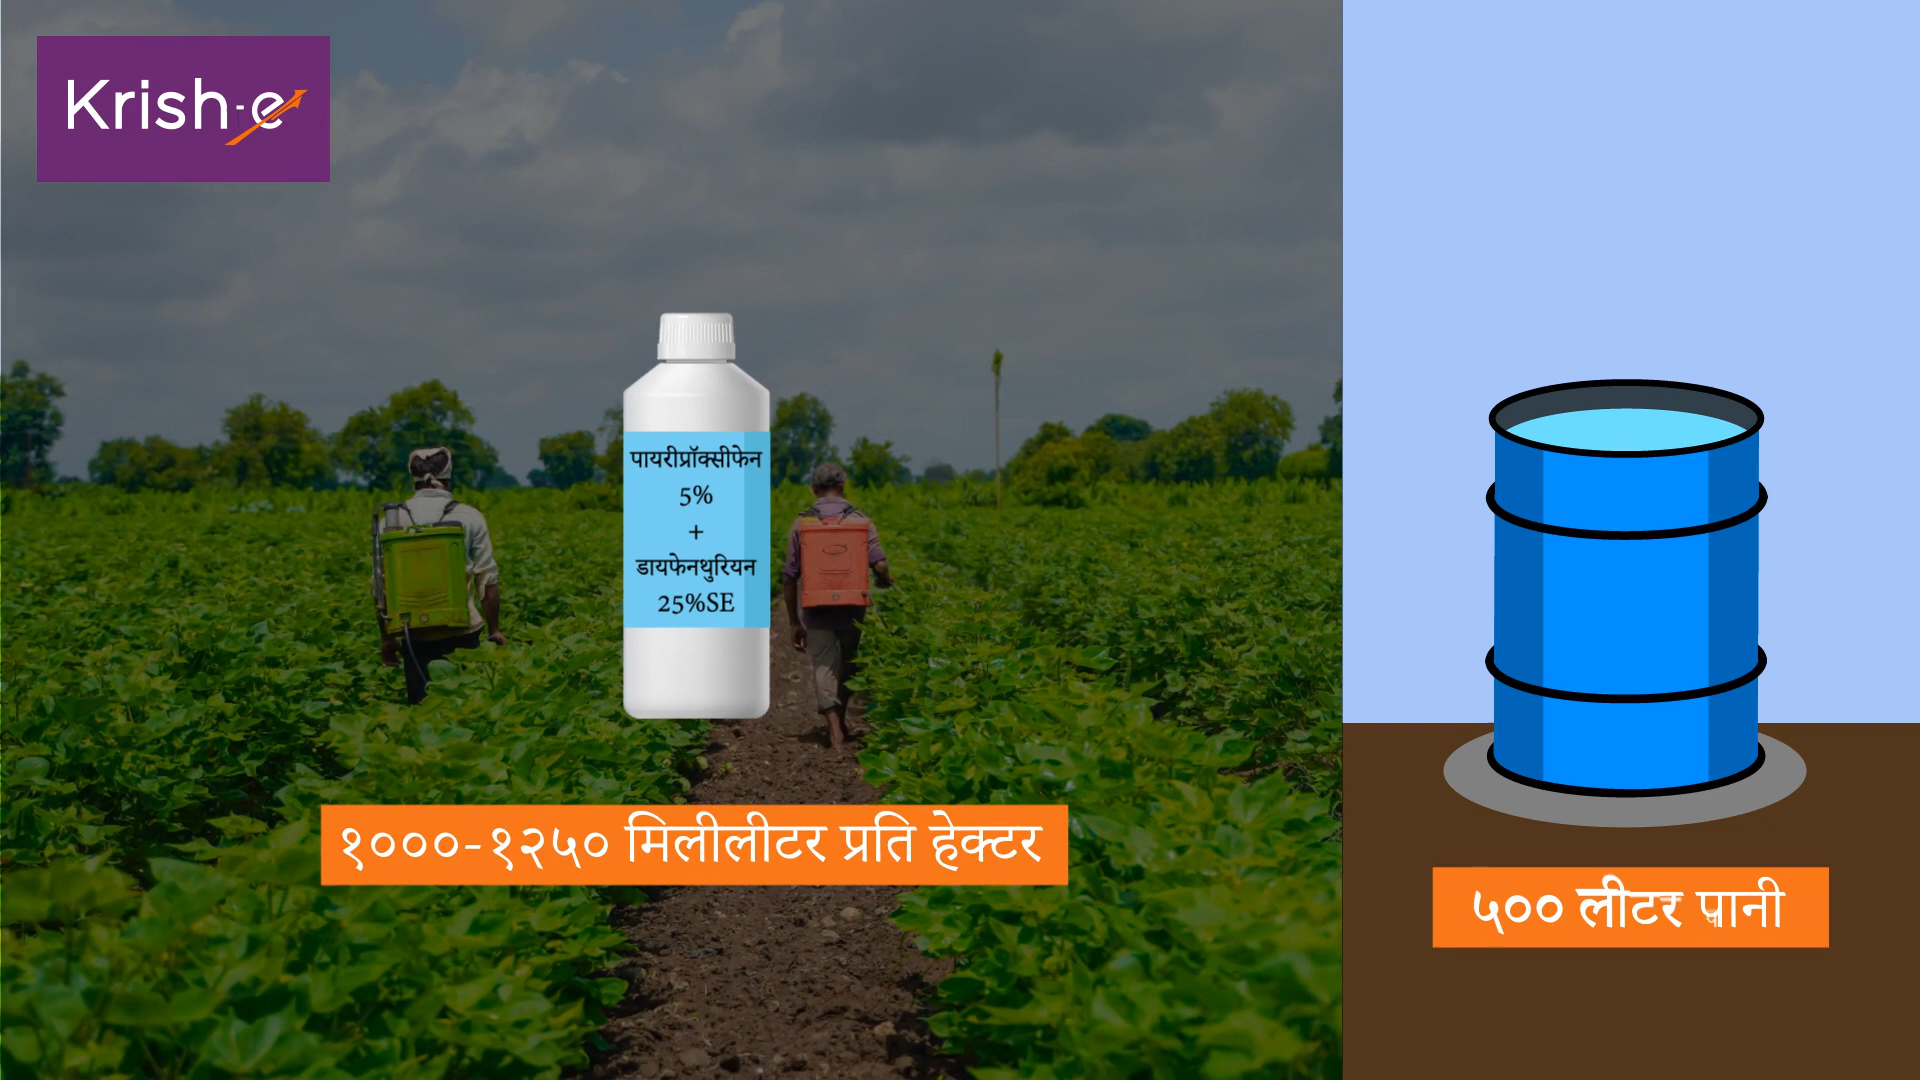 Krish-e
पायरीप्रॉक्सीफेन
5%
+
डायफेनथुरियन
25%SE
१०००-१२५० मिलीलीटर प्रति हेक्टर
५०० लीटर पानी